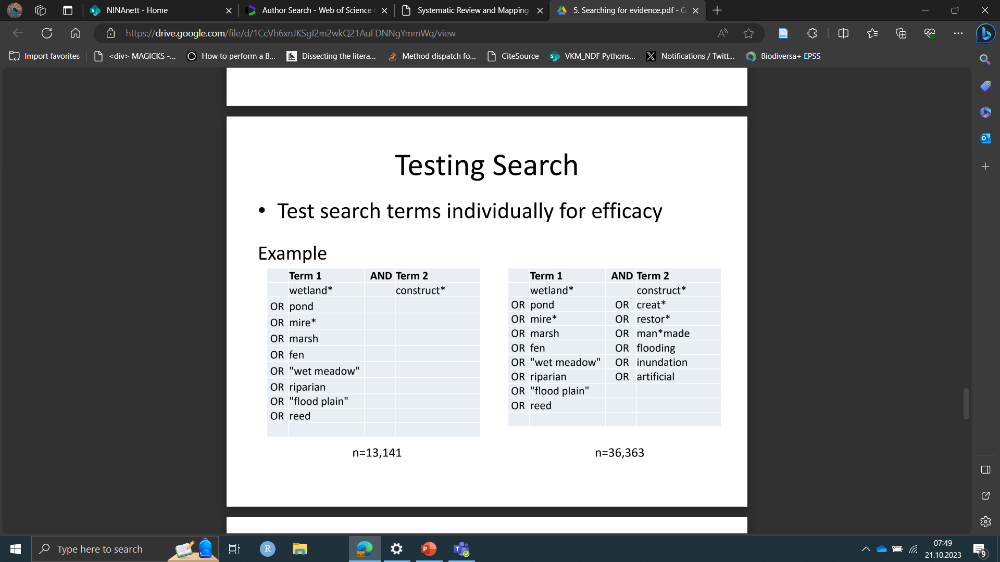 NINAnett - Home
Author Search - Web of Science
Systematic Review and Mapping
5. Searching for evidence.pdf - G
https://drive.google.com/file/d/1CcVh6xnJKSgI2m2wkQ21AuFDNNgYmmWq/view
Import favorites
<div> MAGICKS -...
How to perform a B...
Dissecting the litera...
Method dispatch fo...
CiteSource
VKM_NDF Pythons...
Notifications / Twitt...
Biodiversa+ EPSS
Testing Search
• Test search terms individually for efficacy
Example
Term 1 AND Term 2
wetland* construct*
OR pond
OR mire*
OR marsh
OR fen
OR "wet meadow"
OR riparian
OR "flood plain"
OR reed
n=13,141
Term 1 AND Term 2
wetland* construct*
OR pond OR creat*
OR mire* OR restor*
OR marsh OR man*made
OR fen OR flooding
OR "wet meadow" OR inundation
OR riparian OR artificial
OR "flood plain"
OR reed
n=36,363
Type here to search
07:49
21.10.2023
9